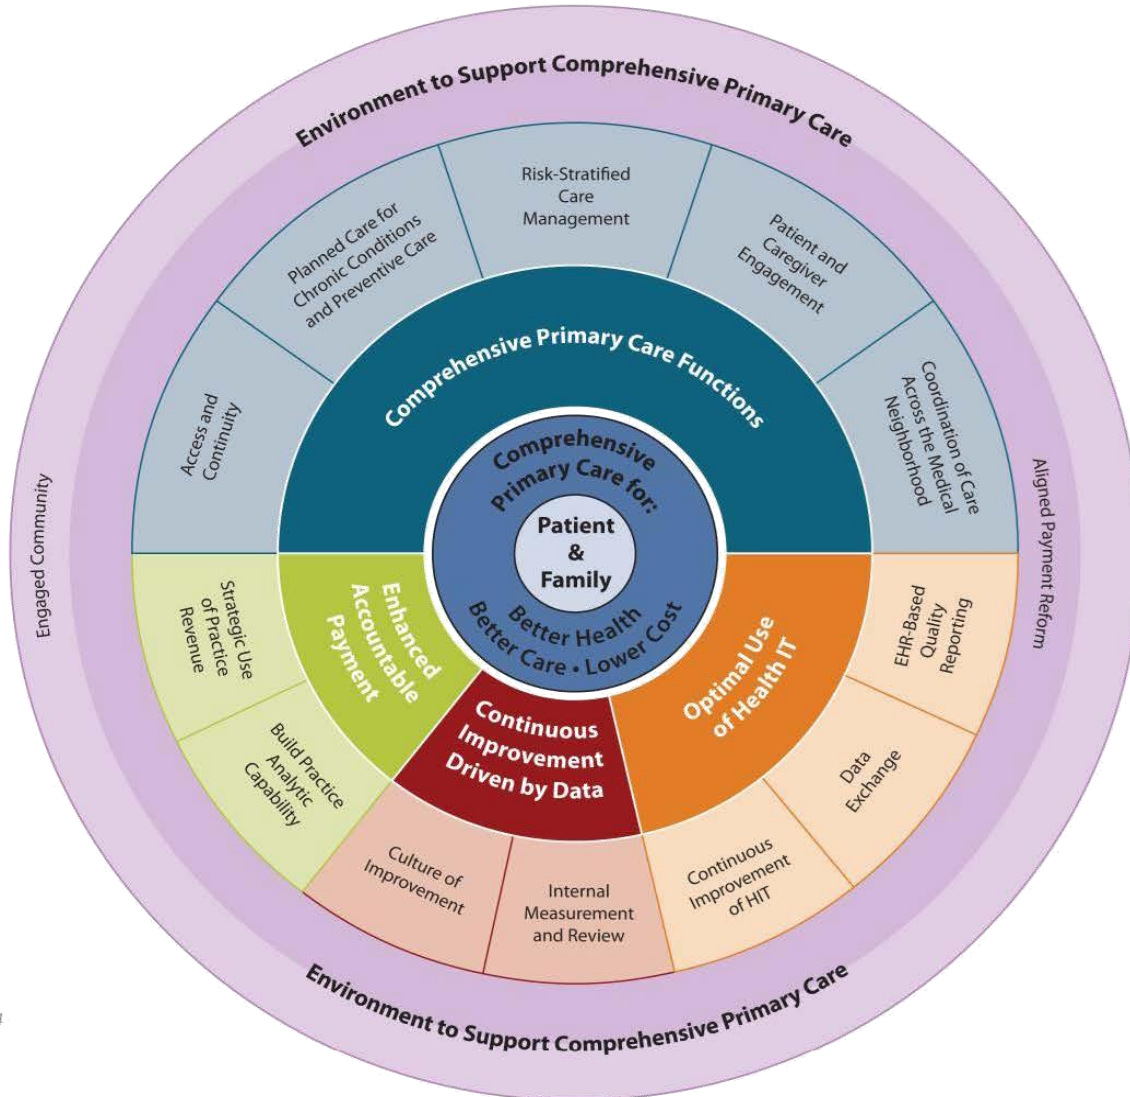 Environment to Support Comprehensive Primary Care
Risk-Stratified
Care
Management
Planned Care for
Chronic Conditions
and Preventive Care
Patient and
Caregiver
Engagement
Access and
Continuity
Coordination of Care
Across the Medical
Neighborhood
Comprehensive Primary Care Functions
Comprehensive
Primary Care for:
Patient
&
Family
Better Health
Better Care • Lower Cost
Engaged Community
Aligned Payment Reform
Strategic Use
of Practice
Revenue
Enhanced
Accountable
Payment
Build Practice
Analytic
Capability
Continuous
Improvement
Driven by Data
Culture of
Improvement
Internal
Measurement
and Review
Optimal Use
of Health IT
EHR-Based
Quality
Reporting
Data
Exchange
Continuous
Improvement
of HIT
Environment to Support Comprehensive Primary Care